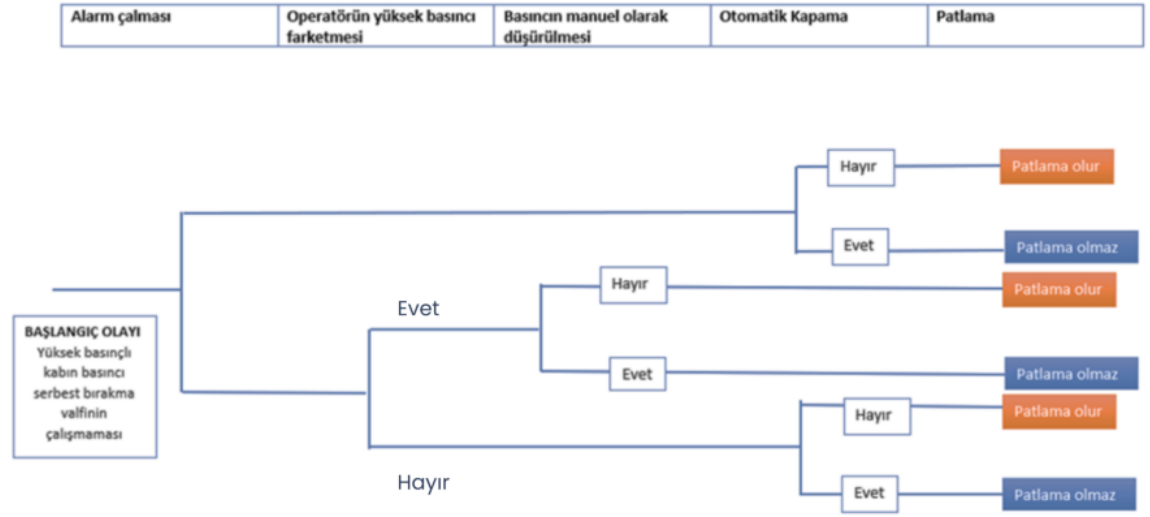 Alarm çalması
Operatörün yüksek basıncı
farketmesi
Basıncın manuel olarak
düşürülmesi
Otomatik Kapama
Patlama
Hayır
Patlama olur
Evet
Patlama olmaz
Hayır
Patlama olur
Evet
Evet
Patlama olmaz
BAŞLANGIÇ OLAYI
Yüksek basınçlı
kabın basıncı
serbest bırakma
valfinin
çalışmaması
Hayır
Patlama olur
Hayır
Evet
Patlama olmaz